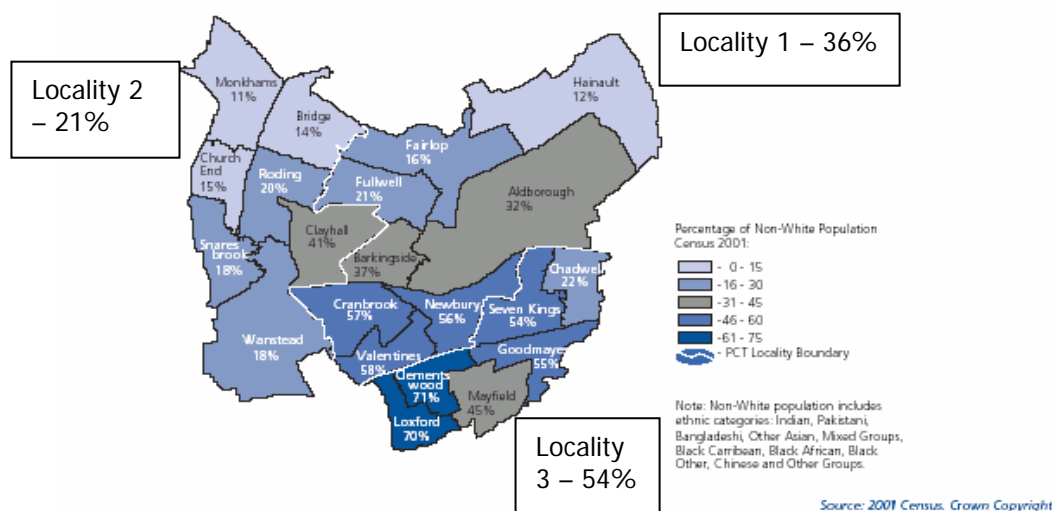 Locality 1 – 36%
Locality 2
– 21%
Monkhams
11%
Bridge
14%
Hainault
12%
Church
End
15%
Roding
20%
Fairlop
16%
Fullwell
21%
Aldborough
32%
Clayhall
41%
Barkingside
37%
Snares
brook
18%
Wanstead
18%
Cranbrook
57%
Newbury
56%
Seven Kings
54%
Chadwell
22%
Valentines
58%
Goodmayes
55%
Clements
wood
71%
Mayfield
45%
Loxford
70%
Locality
3 – 54%
Percentage of Non-White Population
Census 2001:
- 0 - 15
- 16 - 30
- 31 - 45
- 46 - 60
- 61 - 75
- PCT Locality Boundary
Note: Non-White population includes
ethnic categories: Indian, Pakistani,
Bangladeshi, Other Asian, Mixed Groups,
Black Carribean, Black African, Black
Other, Chinese and Other Groups.
Source: 2001 Census. Crown Copyright